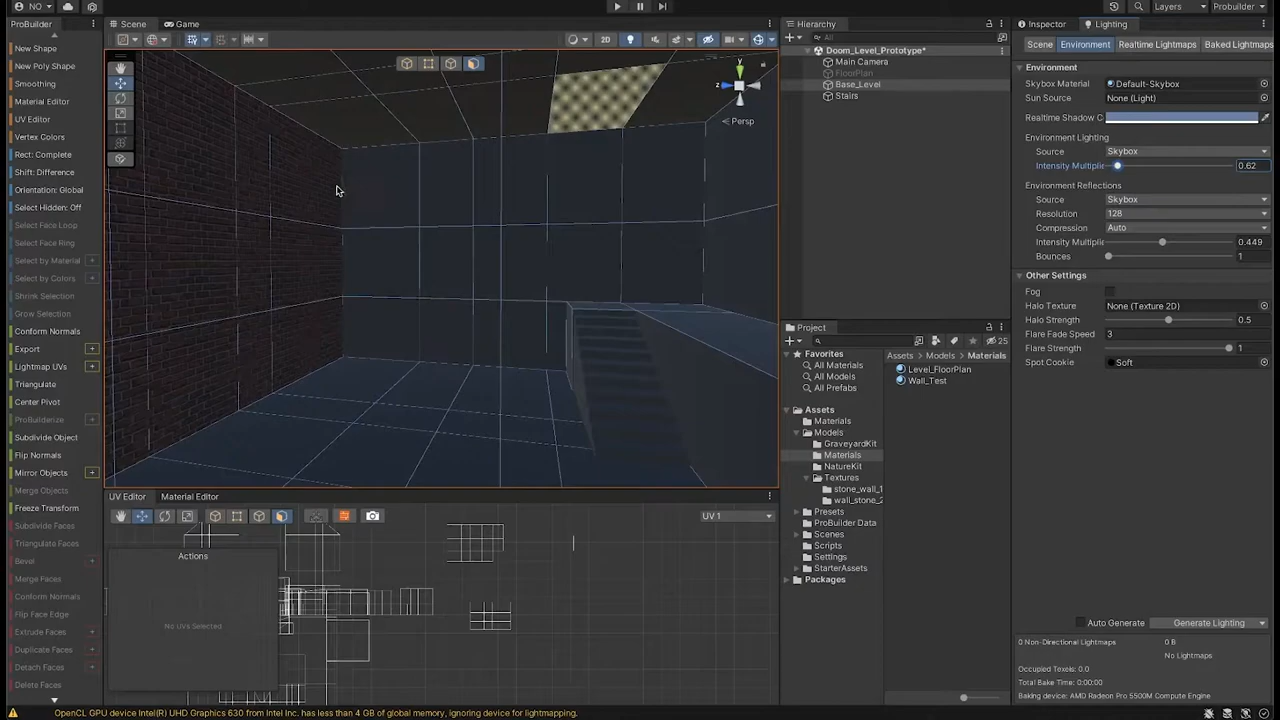 NO
Layers
Probuilder
ProBuilder
Scene
Game
Hierarchy
Inspector
Lighting
New Shape
2D
All
Scene
Environment
Realtime Lightmaps
Baked Lightmaps
New Poly Shape
Doom_Level_Prototype*
Main Camera
FloorPlan
Base_Level
Stairs
Smoothing
Material Editor
UV Editor
Vertex Colors
Rect: Complete
Shift: Difference
Orientation: Global
Select Hidden: Off
Select Face Loop
Select Face Ring
Select by Material
Select by Colors
Shrink Selection
Grow Selection
Conform Normals
Export
Lightmap UVs
Triangulate
Center Pivot
ProBuilderize
Subdivide Object
Flip Normals
Mirror Objects
Merge Objects
Freeze Transform
Subdivide Faces
Triangulate Faces
Bevel
Merge Faces
Conform Normals
Flip Face Edge
Extrude Faces
Duplicate Faces
Detach Faces
Delete Faces
y
z
Persp
Environment
Skybox Material
Default-Skybox
Sun Source
None (Light)
Realtime Shadow C
Environment Lighting
Source
Skybox
Intensity Multiplie
0.62
Environment Reflections
Source
Skybox
Resolution
128
Compression
Auto
Intensity Multiplie
0.449
Bounces
1
Other Settings
Fog
Halo Texture
None (Texture 2D)
Halo Strength
0.5
Flare Fade Speed
3
Flare Strength
1
Spot Cookie
Soft
Project
25
Favorites
All Materials
All Models
All Prefabs
Assets
Materials
Models
GraveyardKit
Materials
NatureKit
Textures
stone_wall_1
wall_stone_2
Presets
ProBuilder Data
Scenes
Scripts
Settings
StarterAssets
Packages
Assets
Models
Materials
Level_FloorPlan
Wall_Test
UV Editor
Material Editor
UV 1
Actions
No UVs Selected
Auto Generate
Generate Lighting
0 Non-Directional Lightmaps
0 B
No Lightmaps
Occupied Texels: 0.0
Total Bake Time: 0:00:00
Baking device: AMD Radeon Pro 5500M Compute Engine
OpenCL GPU device Intel(R) UHD Graphics 630 from Intel Inc. has less than 4 GB of global memory, ignoring device for lightmapping.